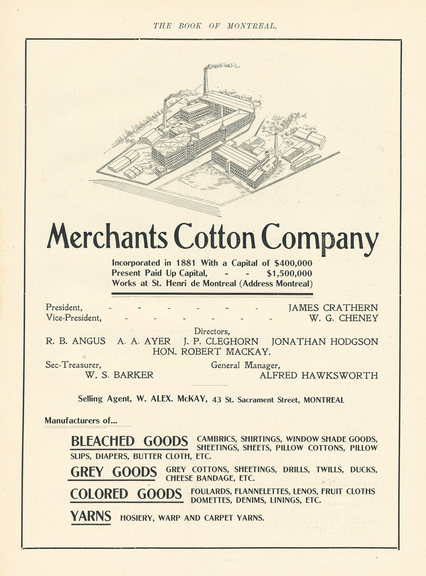 THE BOOK OF MONTREAL.
Merchants Cotton Company
Incorporated in 1881 With a Capital of $400,000
Present Paid Up Capital, - - $1,500,000
Works at St. Henri de Montreal (Address Montreal)
President, - - - - - - JAMES CRATHERN
Vice-President, - - - - - - W. G. CHENEY
Directors,
R. B. ANGUS A. A. AYER J. P. CLEGHORN JONATHAN HODGSON
HON. ROBERT MACKAY.
Sec-Treasurer, General Manager,
W. S. BARKER ALFRED HAWKSWORTH
Selling Agent, W. ALEX. McKAY, 43 St. Sacrament Street, MONTREAL
Manufacturers of...
BLEACHED GOODS CAMBRICS, SHIRTINGS, WINDOW SHADE GOODS,
SHEETINGS, SHEETS, PILLOW COTTONS, PILLOW
SLIPS, DIAPERS, BUTTER CLOTH, ETC.
GREY GOODS GREY COTTONS, SHEETINGS, DRILLS, TWILLS, DUCKS,
CHEESE BANDAGE, ETC.
COLORED GOODS FOULARDS, FLANNELETTES, LENOS, FRUIT CLOTHS
DOMETTES, DENIMS, LININGS, ETC.
YARNS HOSIERY, WARP AND CARPET YARNS.